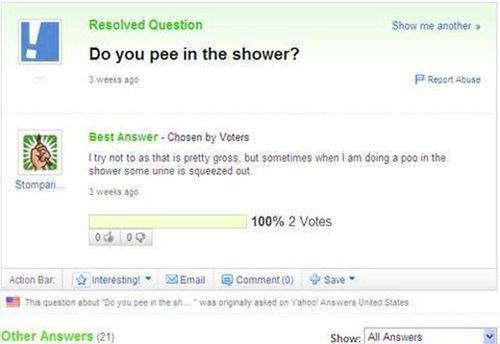 Resolved Question
Show me another »
Do you pee in the shower?
3 weeks ago
Report Abuse
Best Answer - Chosen by Voters
I try not to as that is pretty gross, but sometimes when I am doing a poo in the
shower some urine is squeezed out.
Stompari...
3 weeks ago
100% 2 Votes
0 0
Action Bar: Interesting! Email Comment (0) Save
This question about "Do you pee in the sh... " was originally asked on Yahoo! Answers United States
Other Answers (21)
Show: All Answers